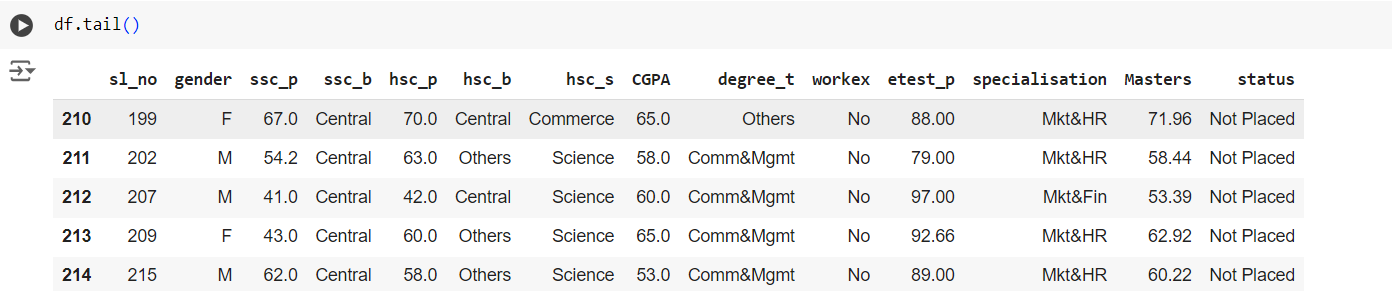 df.tail()
sl_no gender ssc_p ssc_b hsc_p hsc_b hsc_s CGPA degree_t workex etest_p specialisation Masters status
210 199 F 67.0 Central 70.0 Central Commerce 65.0 Others No 88.00 Mkt&HR 71.96 Not Placed
211 202 M 54.2 Central 63.0 Others Science 58.0 Comm&Mgmt No 79.00 Mkt&HR 58.44 Not Placed
212 207 M 41.0 Central 42.0 Central Science 60.0 Comm&Mgmt No 97.00 Mkt&Fin 53.39 Not Placed
213 209 F 43.0 Central 60.0 Others Science 65.0 Comm&Mgmt No 92.66 Mkt&HR 62.92 Not Placed
214 215 M 62.0 Central 58.0 Others Science 53.0 Comm&Mgmt No 89.00 Mkt&HR 60.22 Not Placed